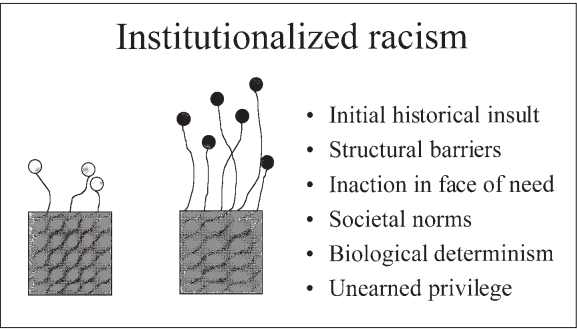 Institutionalized racism
• Initial historical insult
• Structural barriers
• Inaction in face of need
• Societal norms
• Biological determinism
• Unearned privilege